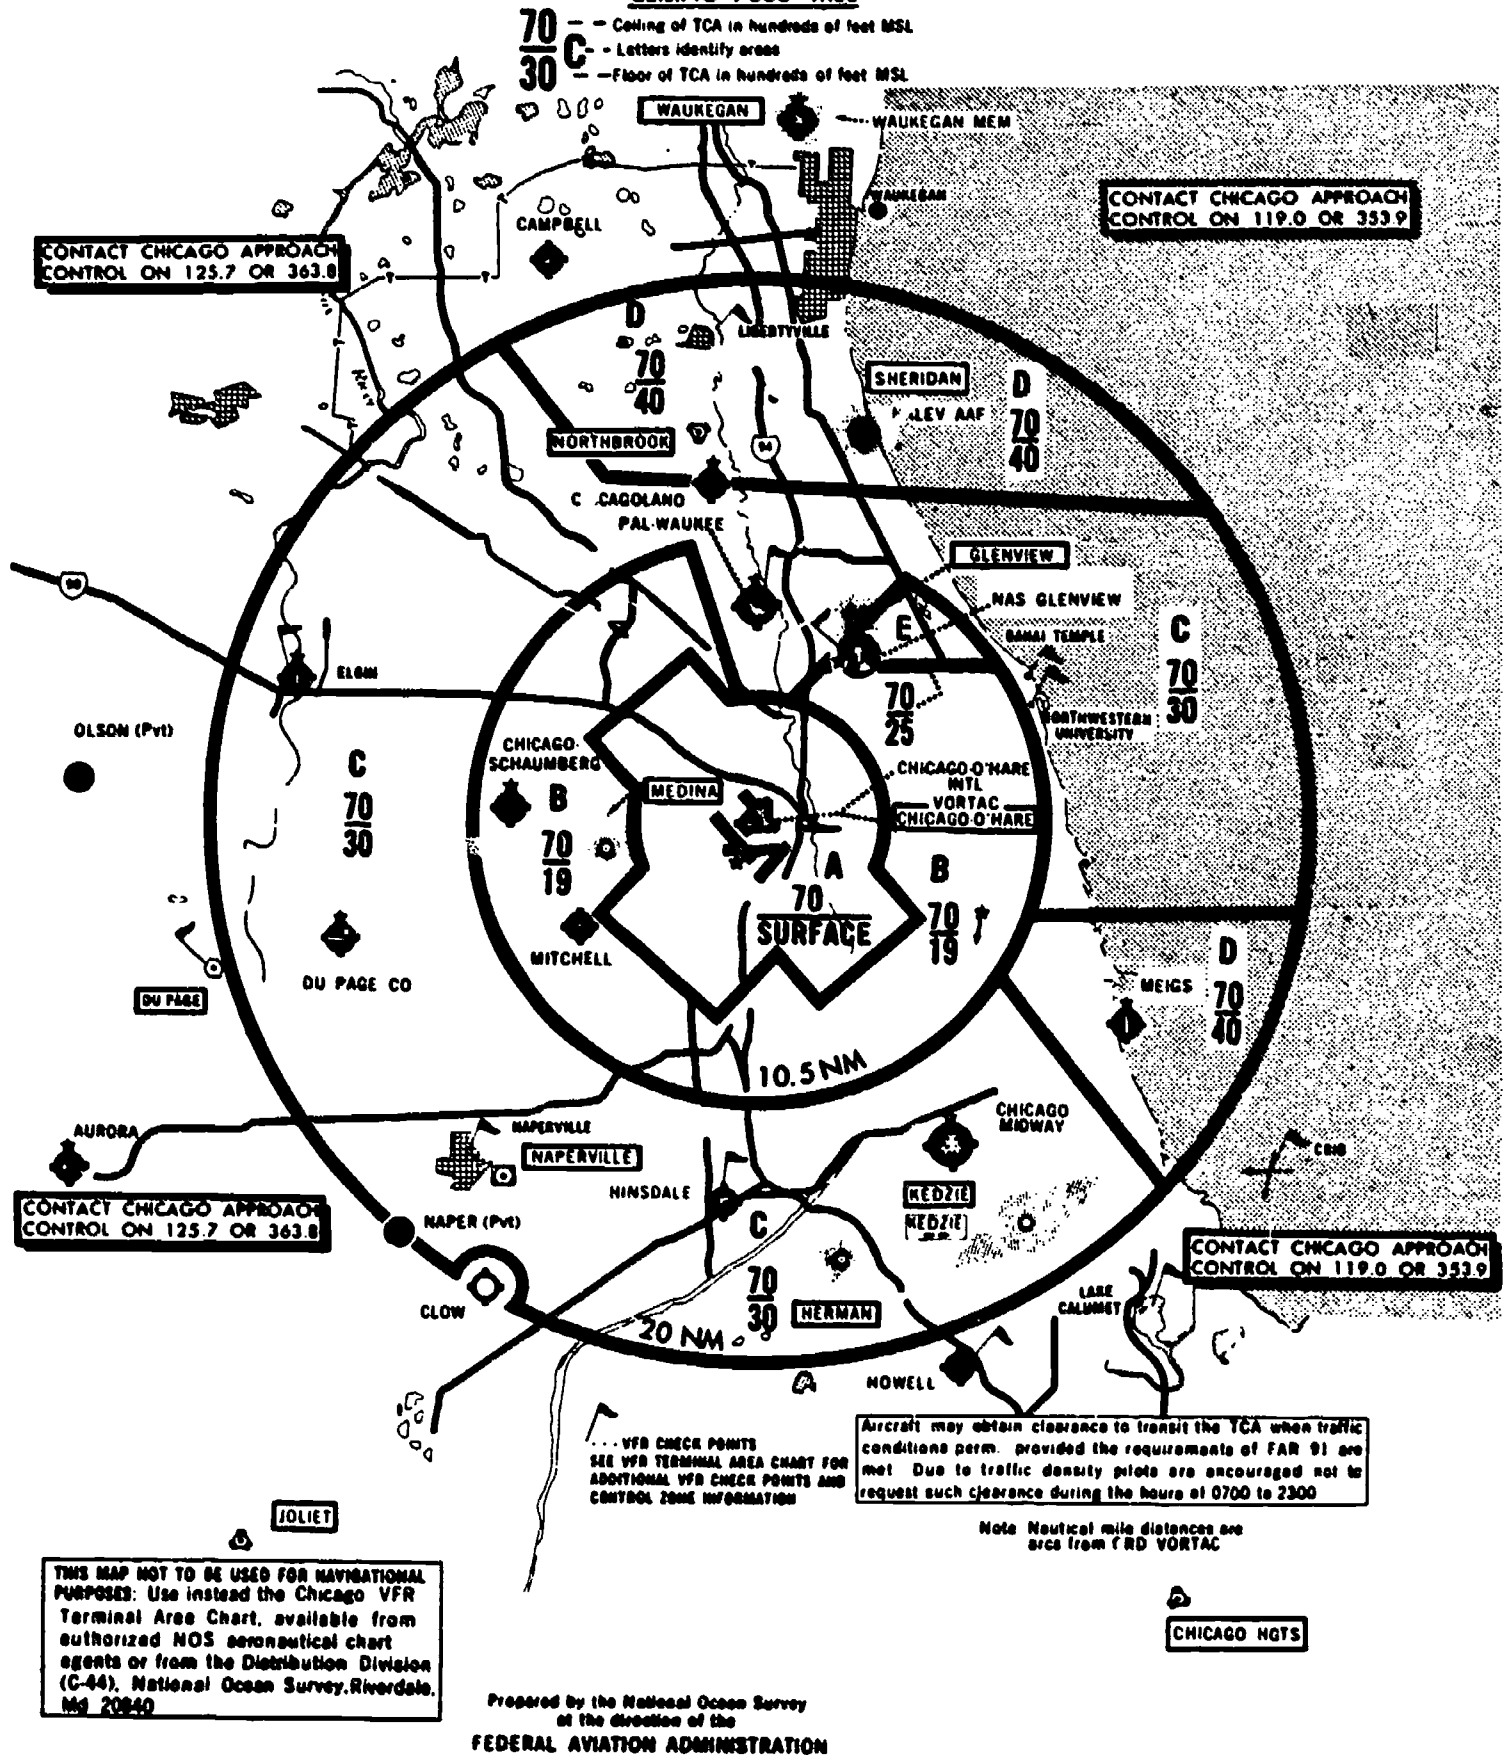 70
C
30
- - Ceiling of TCA in hundreds of feet MSL
- - Letters identify areas
- - Floor of TCA in hundreds of feet MSL
WAUKEGAN
WAUKEGAN MEM
WAUKEGAN
CONTACT CHICAGO APPROACH
CONTROL ON 119.0 OR 353.9
CAMPBELL
CONTACT CHICAGO APPROACH
CONTROL ON 125.7 OR 363.8
D
70
40
LIBERTYVILLE
SHERIDAN
D
70
40
AAF
NORTHBROOK
94
PAL-WAUKEE
GLENVIEW
90
NAS GLENVIEW
E
70
25
BAHAI TEMPLE
C
70
30
ELGIN
NORTHWESTERN
UNIVERSITY
OLSON (Pvt)
C
70
30
CHICAGO-
SCHAUMBERG
B
70
19
MEDINA
CHICAGO-O'HARE
INTL
VORTAC
CHICAGO-O'HARE
A
70
SURFACE
B
70
19
MITCHELL
DU PAGE CO
DU PAGE
D
70
40
MEIGS
10.5 NM
CHICAGO
MIDWAY
AURORA
NAPERVILLE
NAPERVILLE
CRIB
HINSDALE
KEDZIE
KEDZIE
CONTACT CHICAGO APPROACH
CONTROL ON 125.7 OR 363.8
NAPER (Pvt)
C
70
30
CONTACT CHICAGO APPROACH
CONTROL ON 119.0 OR 353.9
CLOW
HERMAN
LAKE
CALUMET
20 NM
HOWELL
... VFR CHECK POINTS
SEE VFR TERMINAL AREA CHART FOR
ADDITIONAL VFR CHECK POINTS AND
CONTROL ZONE INFORMATION
Aircraft may obtain clearance to transit the TCA when traffic
conditions perm. provided the requirements of FAR 91 are
met Due to traffic density pilots are encouraged not to
request such clearance during the hours of 0700 to 2300
Note Nautical mile distances are
arcs from ORD VORTAC
JOLIET
THIS MAP NOT TO BE USED FOR NAVIGATIONAL
PURPOSES: Use instead the Chicago VFR
Terminal Area Chart, available from
authorized NOS aeronautical chart
agents or from the Distribution Division
(C-44), National Ocean Survey, Riverdale,
Md 20840
CHICAGO HGTS
Prepared by the National Ocean Survey
at the direction of the
FEDERAL AVIATION ADMINISTRATION